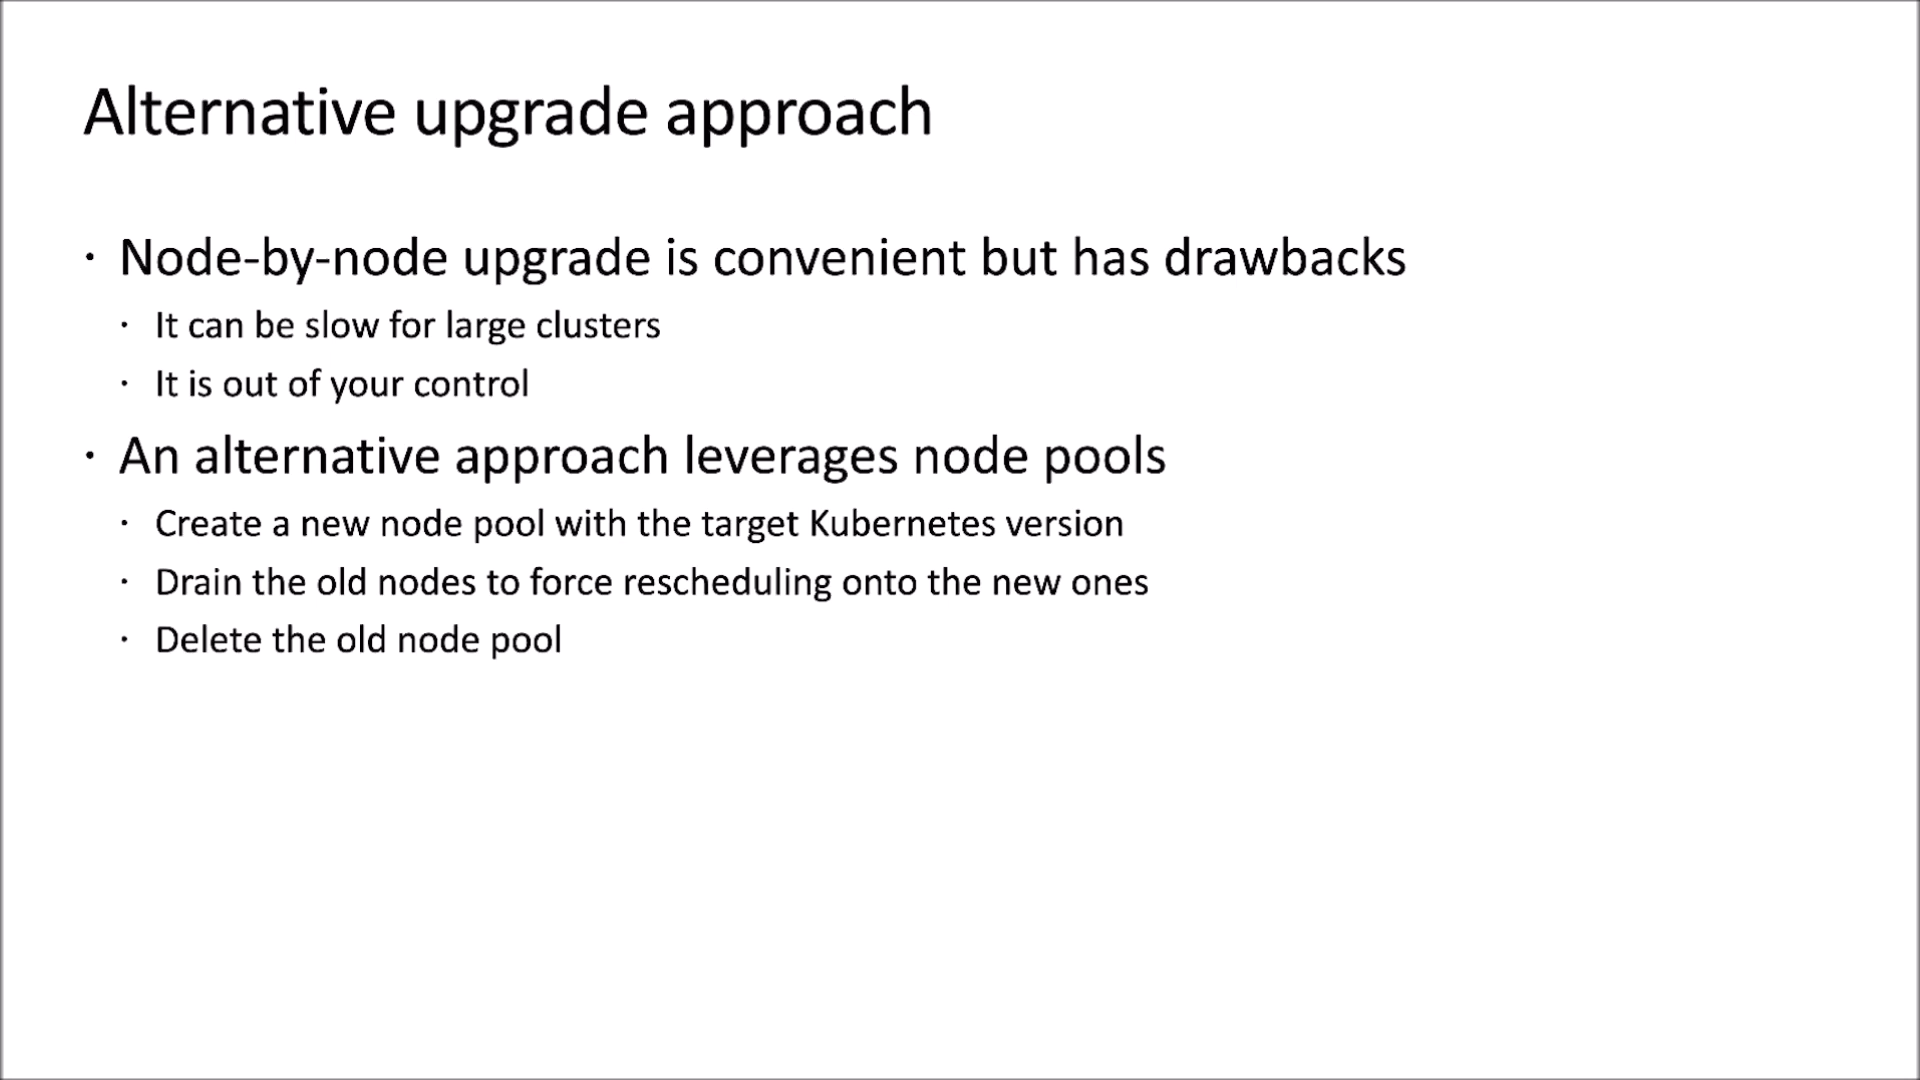 Alternative upgrade approach
· Node-by-node upgrade is convenient but has drawbacks
· It can be slow for large clusters
· It is out of your control
· An alternative approach leverages node pools
· Create a new node pool with the target Kubernetes version
· Drain the old nodes to force rescheduling onto the new ones
· Delete the old node pool